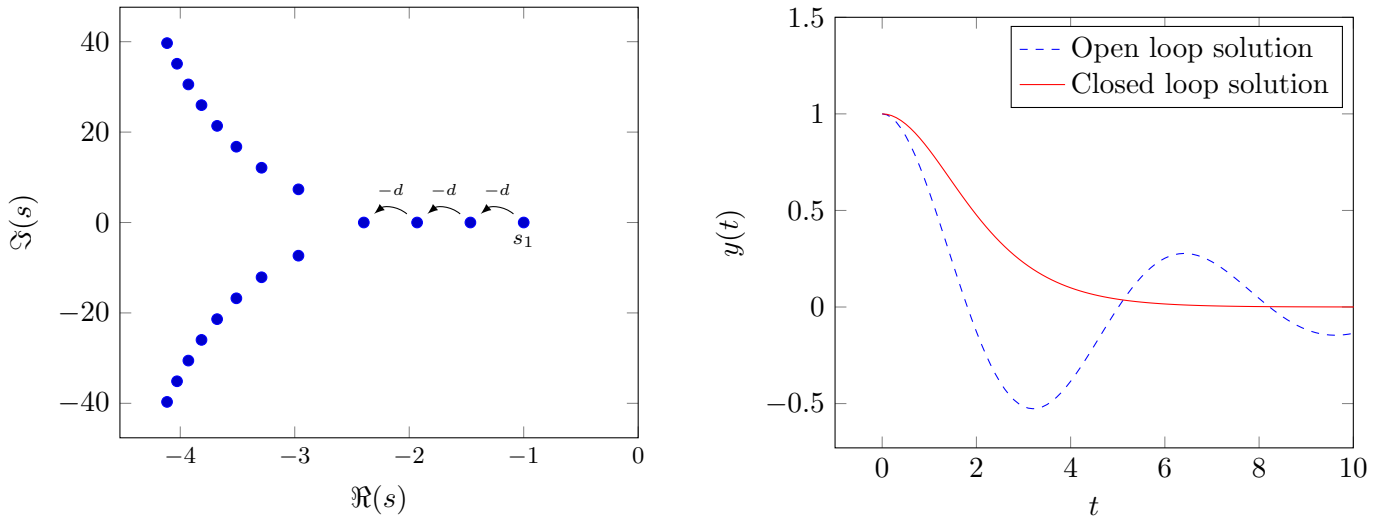 40
20
0
−20
−40
−4
−3
−2
−1
0
ℑ(s)
ℜ(s)
−d
−d
−d
s₁
1.5
1
0.5
0
−0.5
0
2
4
6
8
10
y(t)
t
Open loop solution
Closed loop solution